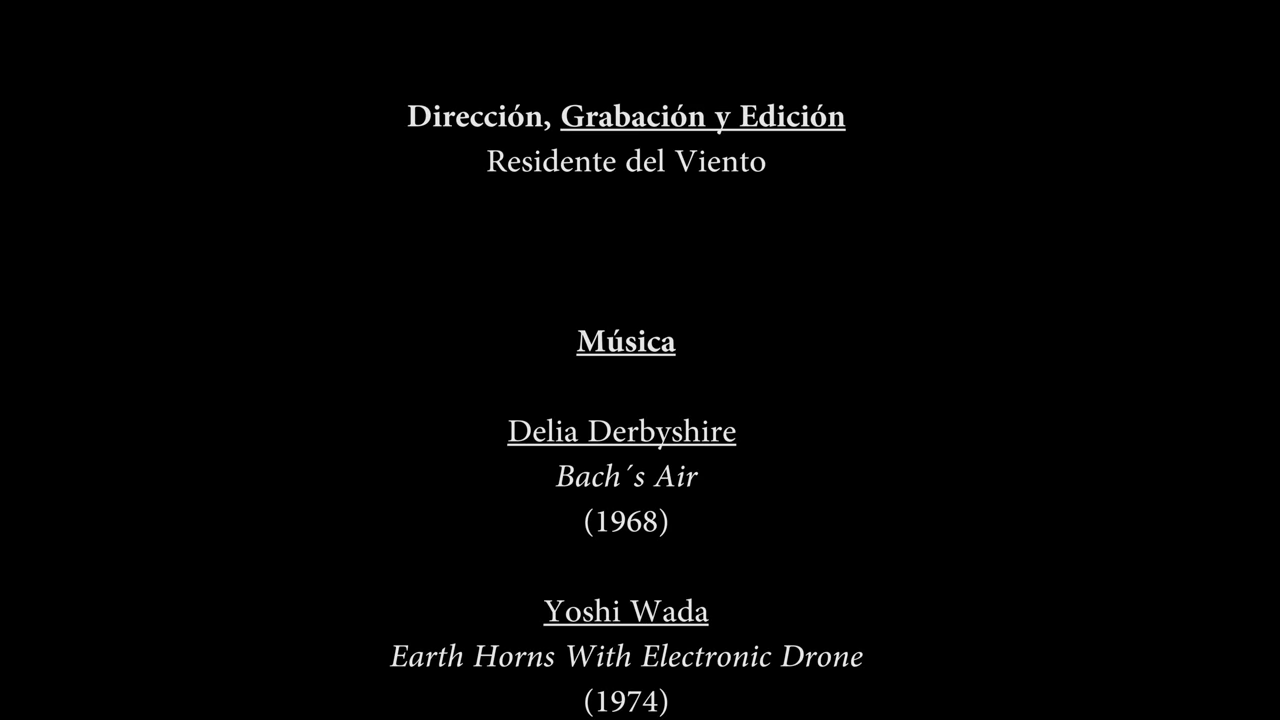 Dirección, Grabación y Edición
Residente del Viento
Música
Delia Derbyshire
Bach´s Air
(1968)
Yoshi Wada
Earth Horns With Electronic Drone
(1974)